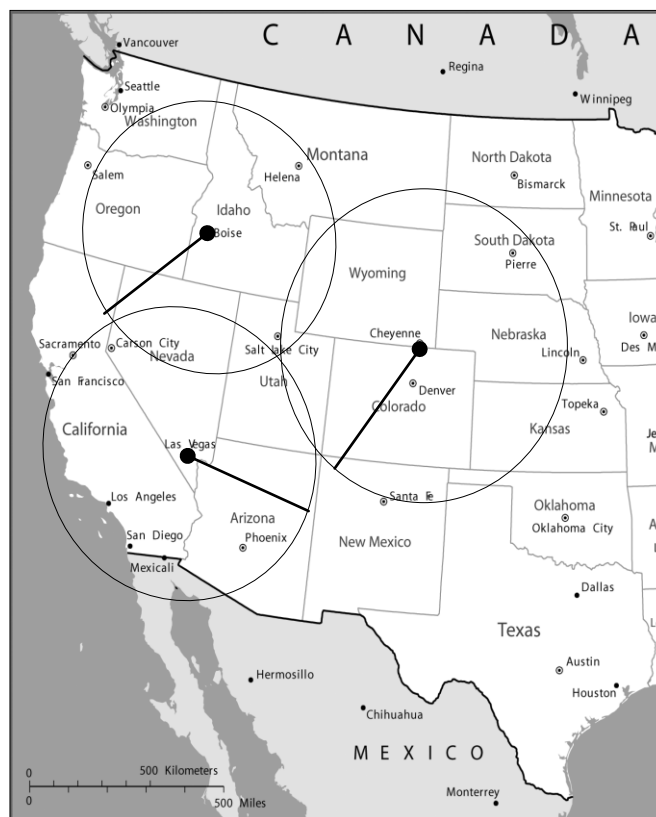 C A N A D A
Vancouver
Regina
Seattle
Winnipeg
Olympia
Washington
Montana
North Dakota
Helena
Salem
Bismarck
Minnesota
Idaho
Oregon
St. Paul
Boise
South Dakota
Pierre
Wyoming
Iowa
Cheyenne
Nebraska
Des M
Sacramento
Carson City
Nevada
Salt Lake City
Lincoln
San Francisco
Utah
Denver
Colorado
Topeka
Kansas
California
Je
M
Las Vegas
Los Angeles
Santa Fe
Oklahoma
Arizona
Oklahoma City
A
San Diego
Phoenix
New Mexico
Mexicali
Dallas
Texas
Austin
Hermosillo
Houston
Chihuahua
M E X I C O
0 500 Kilometers
0 500 Miles
Monterrey